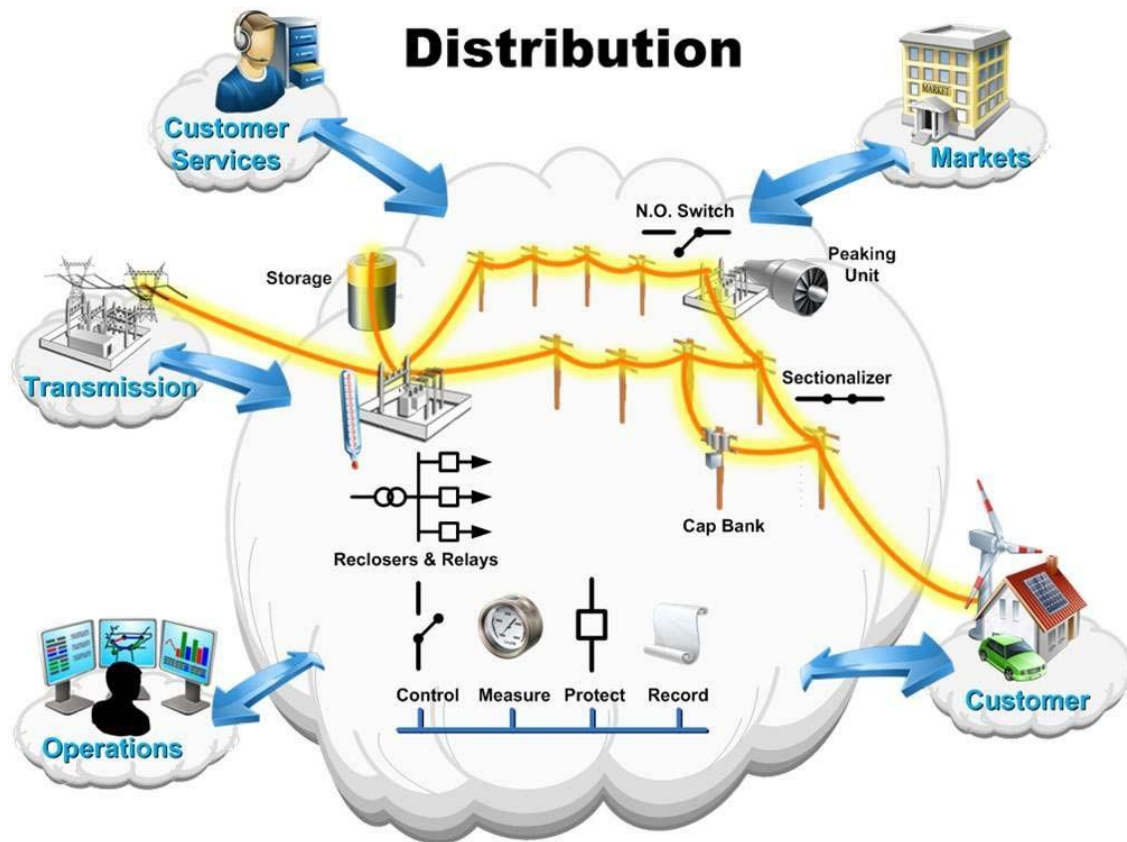 Distribution
Customer
Services
MARKET
Markets
N.O. Switch
Storage
Peaking
Unit
Transmission
Sectionalizer
Cap Bank
Reclosers & Relays
Control
Measure
Protect
Record
Operations
Customer